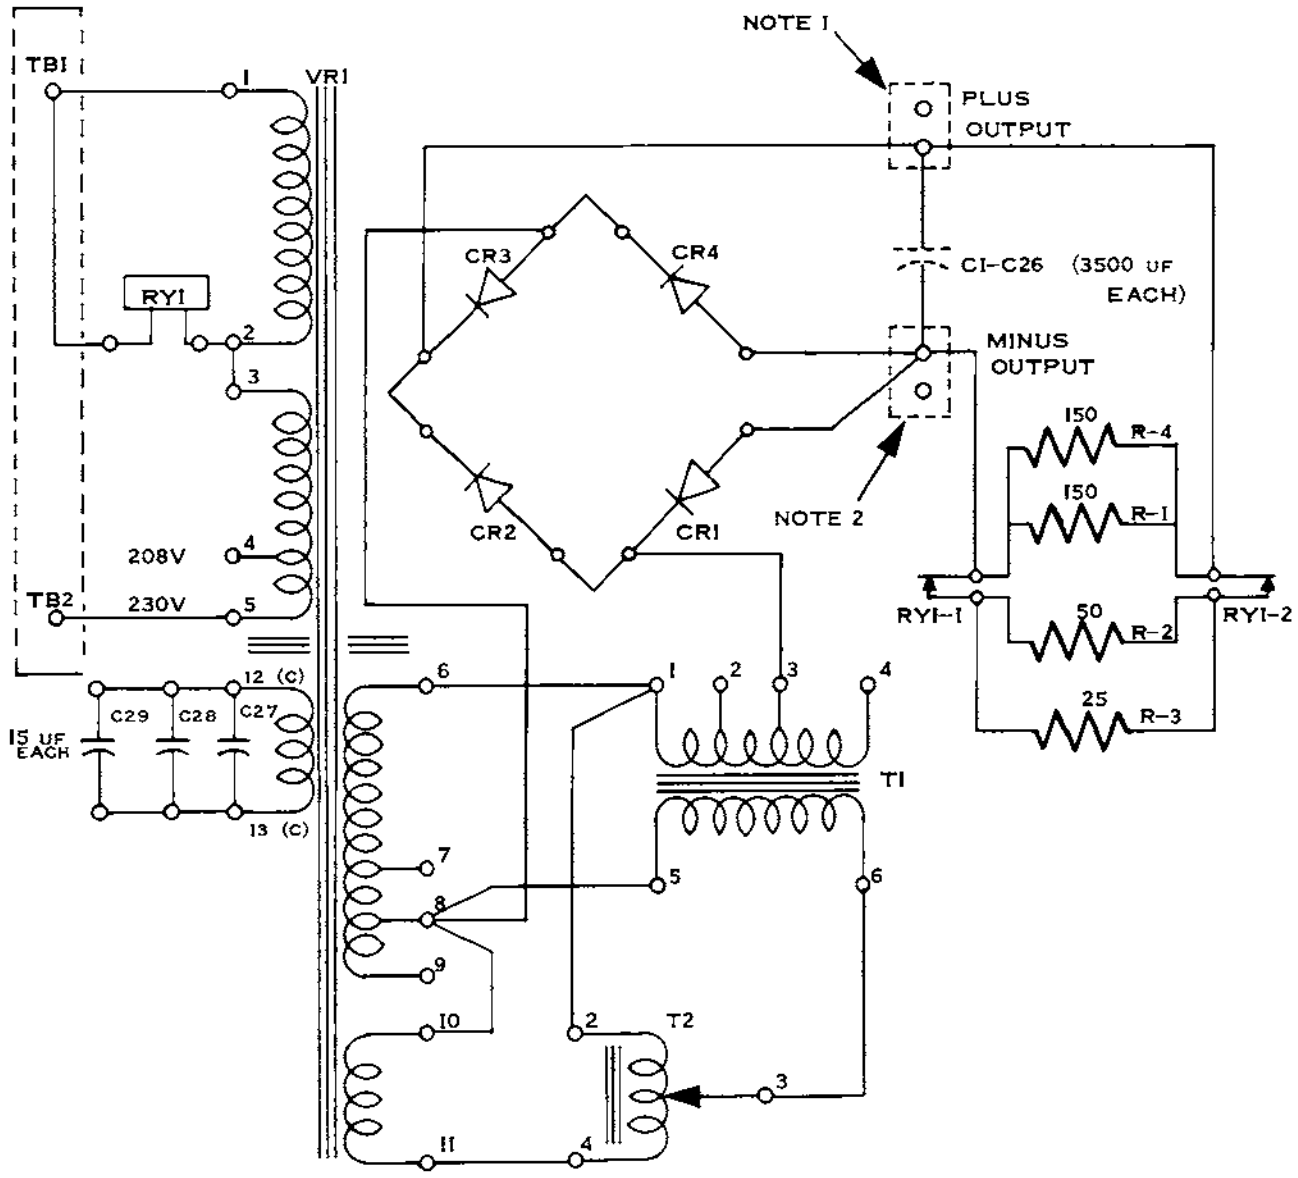 NOTE 1
TB1
1
VR1
PLUS
OUTPUT
CR3
CR4
C1-C26 (3500 UF
EACH)
RY1
2
3
MINUS
OUTPUT
150
R-4
150
R-1
NOTE 2
CR2
CR1
208V
4
TB2
230V
5
RY1-1
50
R-2
RY1-2
12 (C)
6
1
2
3
4
25
R-3
C29
C28
C27
15 UF
EACH
T1
13 (C)
7
5
6
8
9
10
2
T2
3
11
4